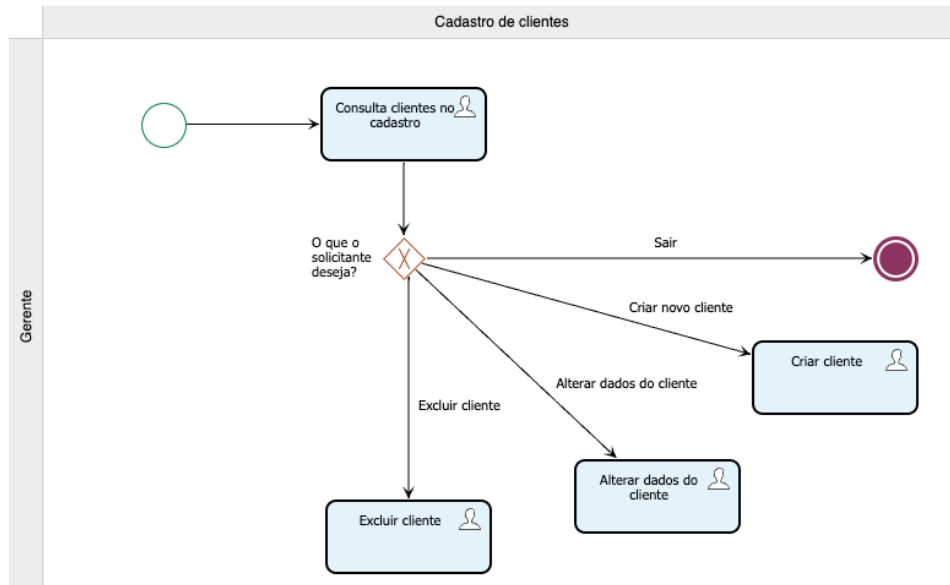 Cadastro de clientes
Gerente
Consulta clientes no
cadastro
O que o
solicitante
deseja?
X
Sair
Criar novo cliente
Criar cliente
Alterar dados do cliente
Excluir cliente
Alterar dados do
cliente
Excluir cliente